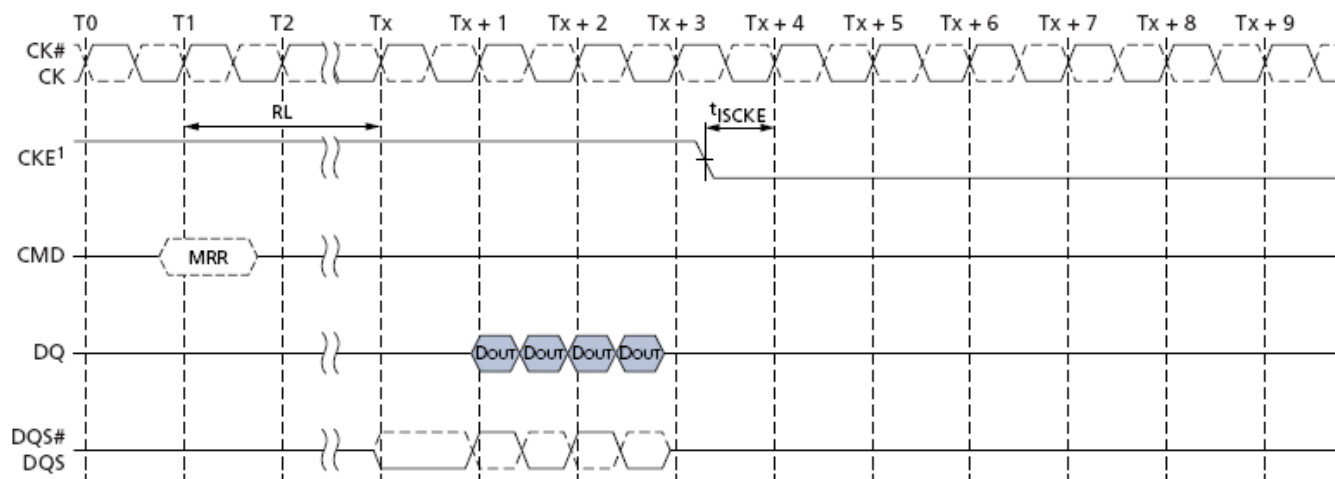 T0 T1 T2 Tx Tx + 1 Tx + 2 Tx + 3 Tx + 4 Tx + 5 Tx + 6 Tx + 7 Tx + 8 Tx + 9
CK#
CK
RL
tISCKE
CKE1
CMD MRR
DQ DOUT DOUT DOUT DOUT
DQS#
DQS